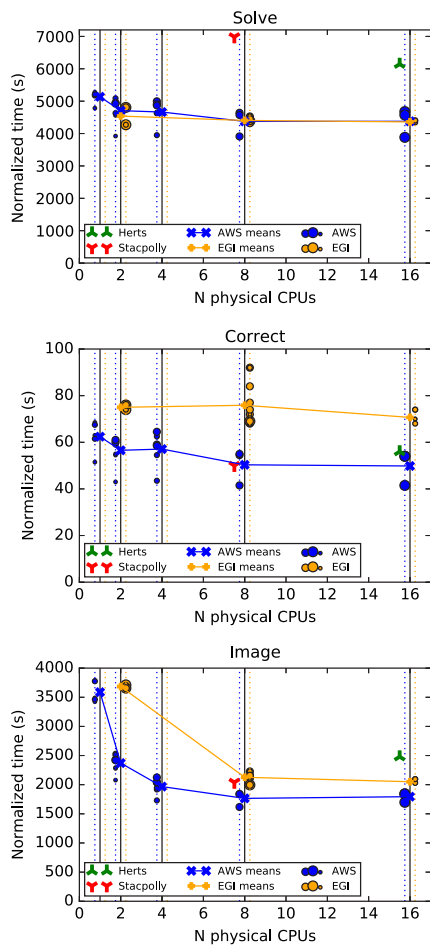 Solve
Normalized time (s)
7000
6000
5000
4000
3000
2000
1000
0
Herts
AWS means
AWS
Stacpolly
EGI means
EGI
0 2 4 6 8 10 12 14 16
N physical CPUs
Correct
Normalized time (s)
100
80
60
40
20
0
Herts
AWS means
AWS
Stacpolly
EGI means
EGI
0 2 4 6 8 10 12 14 16
N physical CPUs
Image
Normalized time (s)
4000
3500
3000
2500
2000
1500
1000
500
0
Herts
AWS means
AWS
Stacpolly
EGI means
EGI
0 2 4 6 8 10 12 14 16
N physical CPUs